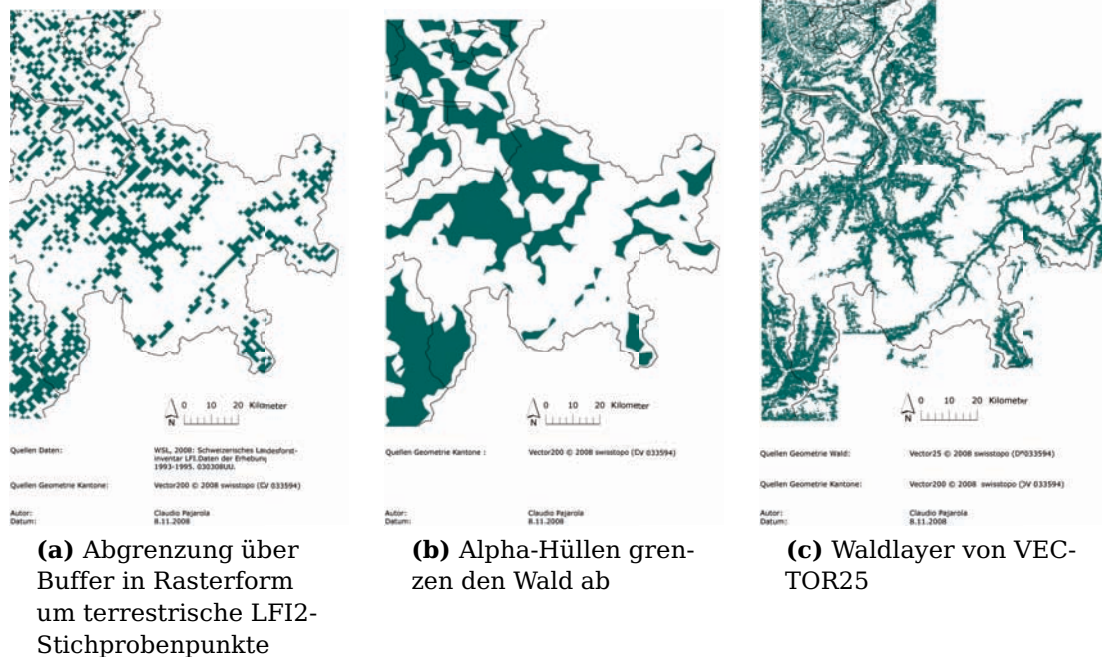 0 10 20 Kilometer
N
Quellen Daten: WSL, 2008: Schweizerisches Landesforst-
inventar LFI.Daten der Erhebung
1993-1995. 030308UU.
Quellen Geometrie Kantone: Vector200 © 2008 swisstopo (DV 033594)
Autor: Claudio Pajarola
Datum: 8.11.2008
(a) Abgrenzung über
Buffer in Rasterform
um terrestrische LFI2-
Stichprobenpunkte
0 10 20 Kilometer
N
Quellen Geometrie Kantone : Vector200 © 2008 swisstopo (DV 033594)
Autor: Claudio Pajarola
Datum: 8.11.2008
(b) Alpha-Hüllen gren-
zen den Wald ab
0 10 20 Kilometer
N
Quellen Geometrie Wald: Vector25 © 2008 swisstopo (DV033594)
Quellen Geometrie Kantone: Vector200 © 2008 swisstopo (DV 033594)
Autor: Claudio Pajarola
Datum: 8.11.2008
(c) Waldlayer von VEC-
TOR25